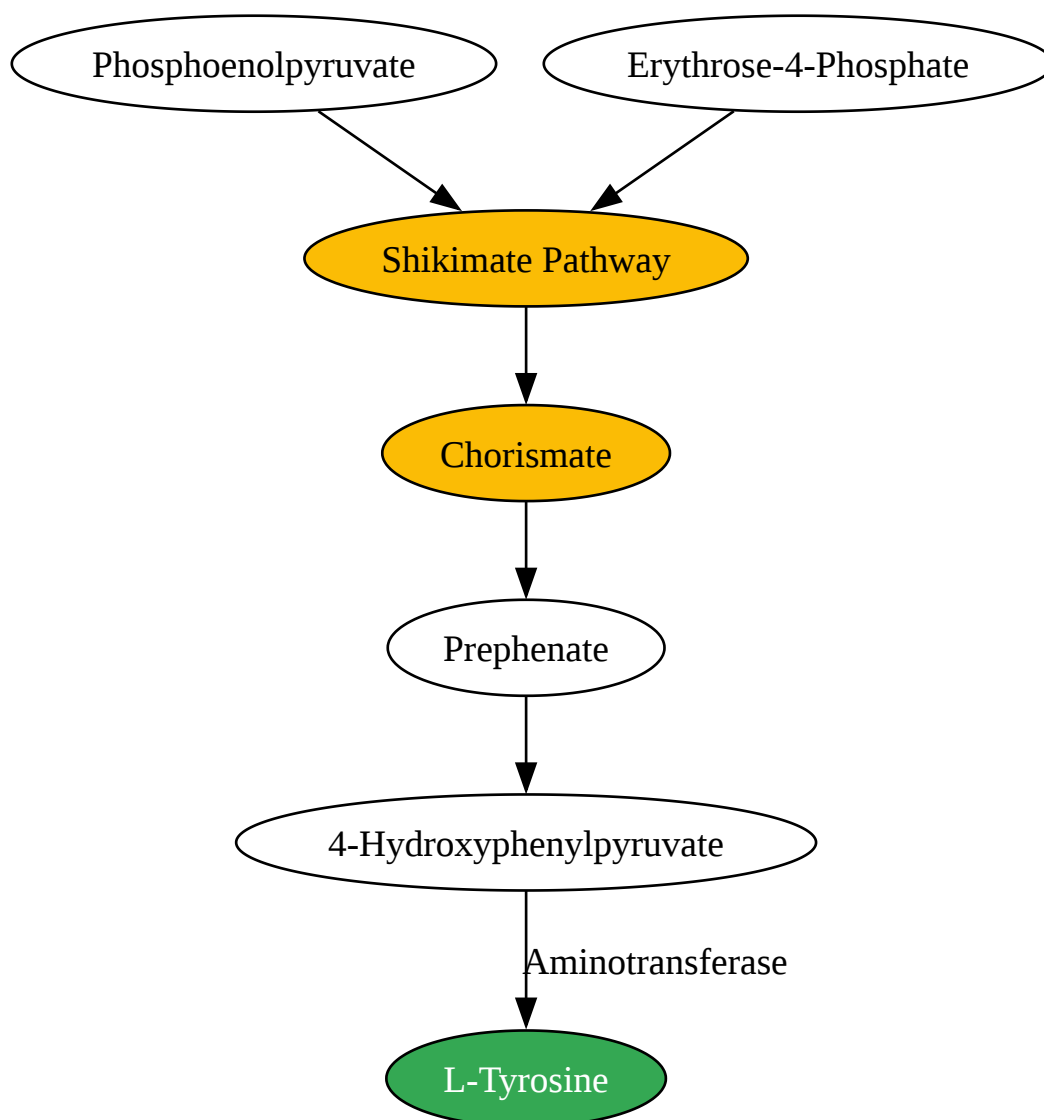 Phosphoenolpyruvate
Erythrose-4-Phosphate
Shikimate Pathway
Chorismate
Prephenate
4-Hydroxyphenylpyruvate
Aminotransferase
L-Tyrosine